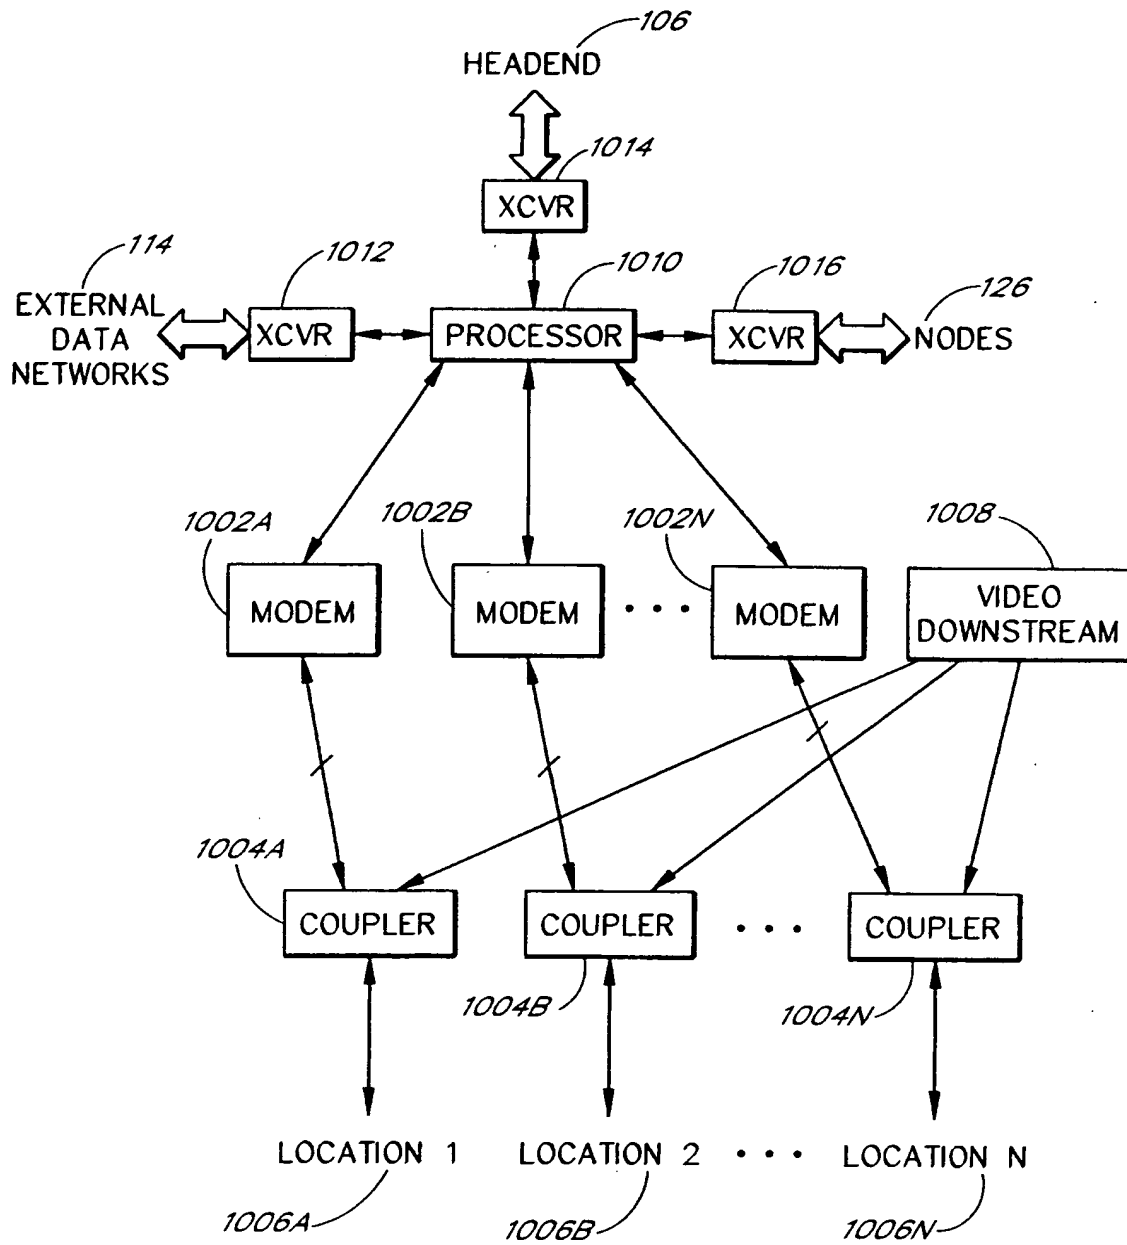 106
HEADEND
1014
XCVR
114
1012
1010
1016
126
EXTERNAL
DATA
NETWORKS
XCVR
PROCESSOR
XCVR
NODES
1002A
1002B
1002N
1008
MODEM
MODEM
• • •
MODEM
VIDEO
DOWNSTREAM
1004A
COUPLER
COUPLER
• • •
COUPLER
1004B
1004N
LOCATION 1
LOCATION 2
• • •
LOCATION N
1006A
1006B
1006N